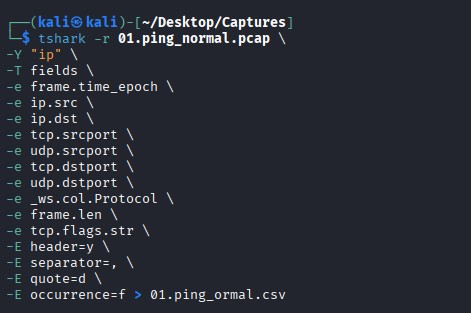 ┌──(kali㉿kali)-[~/Desktop/Captures]
└─$ tshark -r 01.ping_normal.pcap \
-Y "ip" \
-T fields \
-e frame.time_epoch \
-e ip.src \
-e ip.dst \
-e tcp.srcport \
-e udp.srcport \
-e tcp.dstport \
-e udp.dstport \
-e _ws.col.Protocol \
-e frame.len \
-e tcp.flags.str \
-E header=y \
-E separator=, \
-E quote=d \
-E occurrence=f > 01.ping_ormal.csv